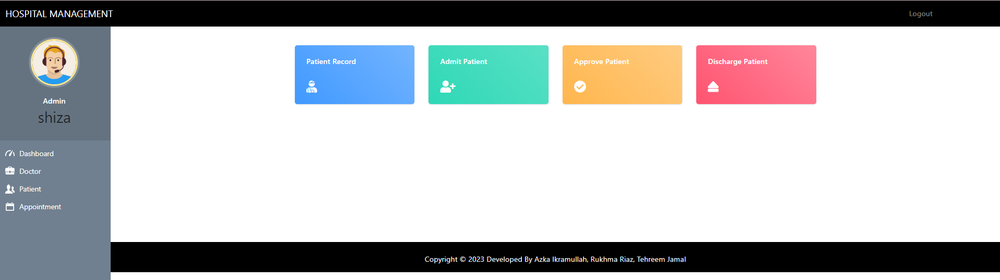 HOSPITAL MANAGEMENT
Logout
Admin
shiza
Dashboard
Doctor
Patient
Appointment
Patient Record
Admit Patient
Approve Patient
Discharge Patient
Copyright © 2023 Developed By Azka Ikramullah, Rukhma Riaz, Tehreem Jamal